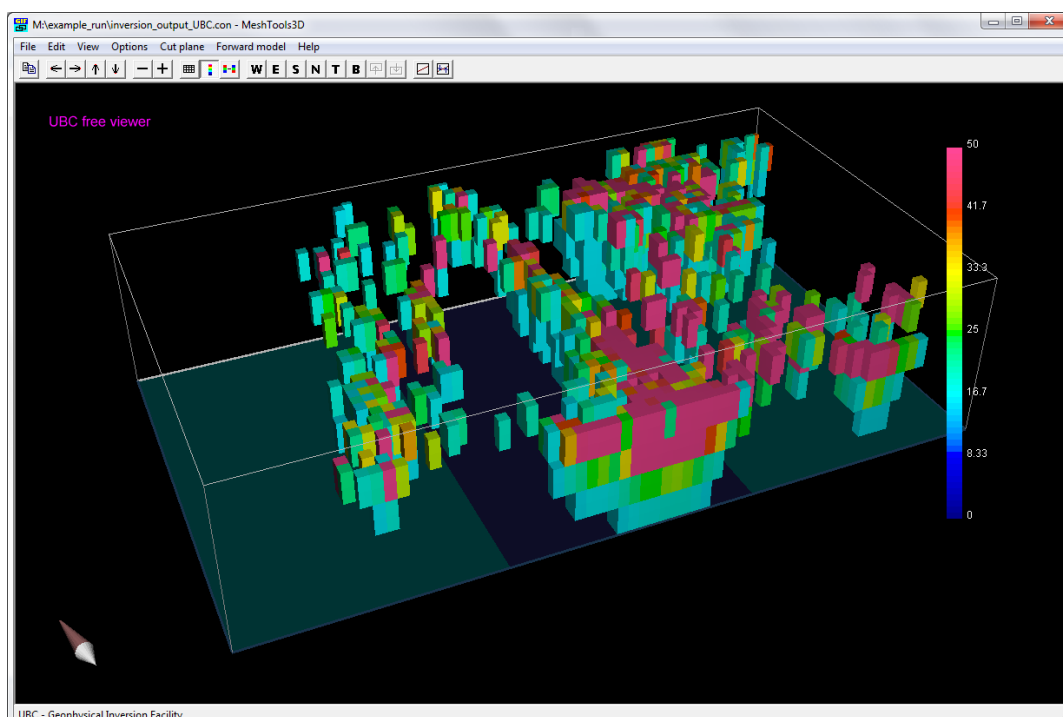 M:\example_run\inversion_output_UBC.con - MeshTools3D
File Edit View Options Cut plane Forward model Help
W E S N T B
UBC free viewer
50
41.7
33.3
25
16.7
8.33
0
UBC - Geophysical Inversion Facility